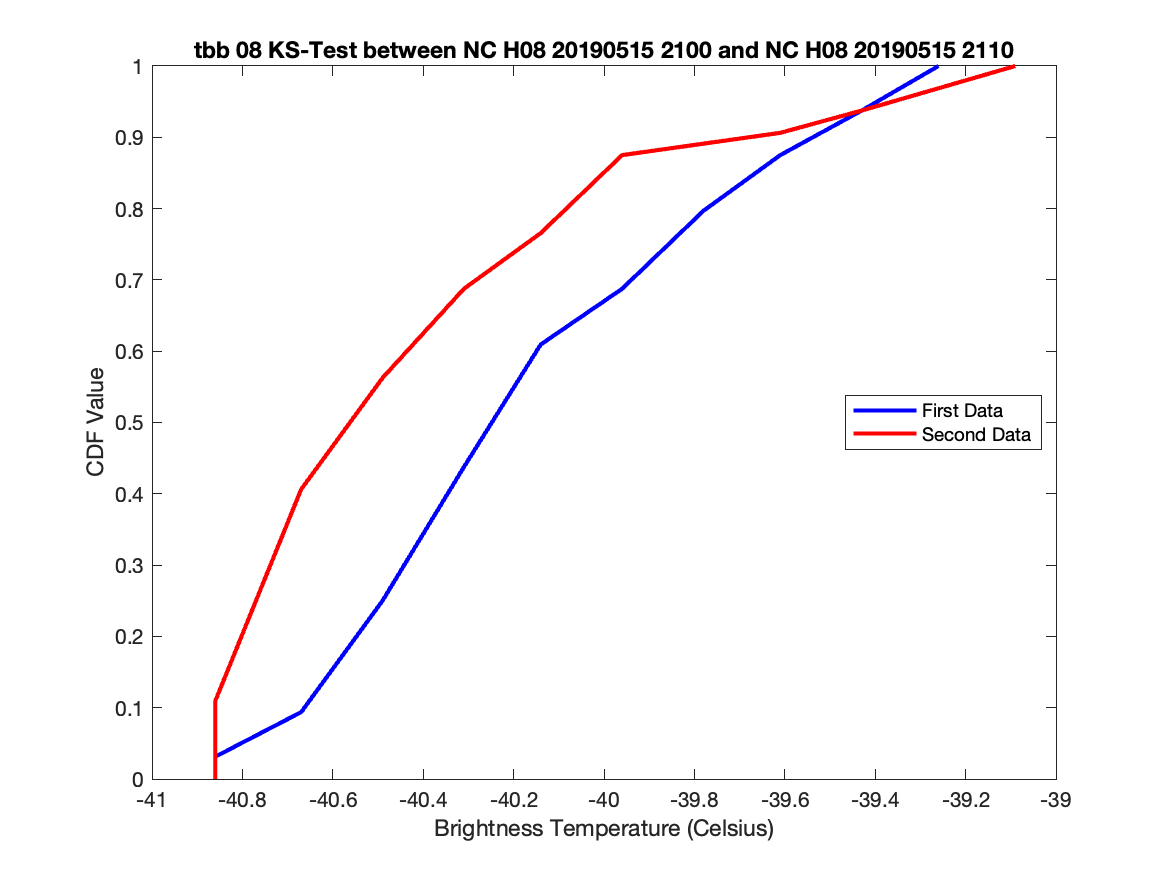 tbb 08 KS-Test between NC H08 20190515 2100 and NC H08 20190515 2110
1
0.9
0.8
0.7
0.6
0.5
0.4
0.3
0.2
0.1
0
CDF Value
First Data
Second Data
-41 -40.8 -40.6 -40.4 -40.2 -40 -39.8 -39.6 -39.4 -39.2 -39
Brightness Temperature (Celsius)